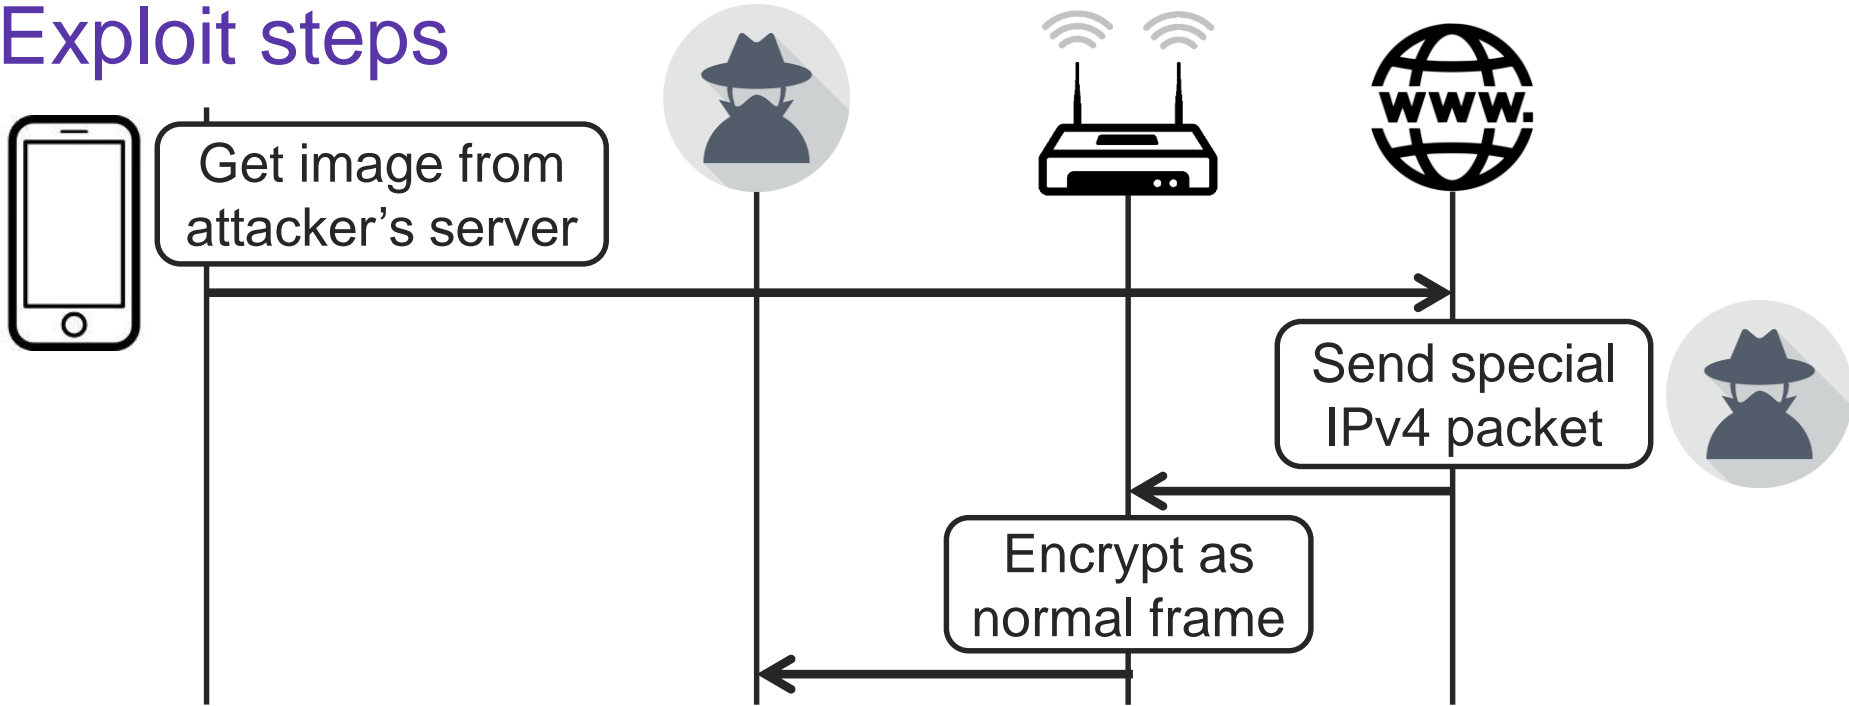 Exploit steps
Get image from
attacker’s server
www.
Send special
IPv4 packet
Encrypt as
normal frame